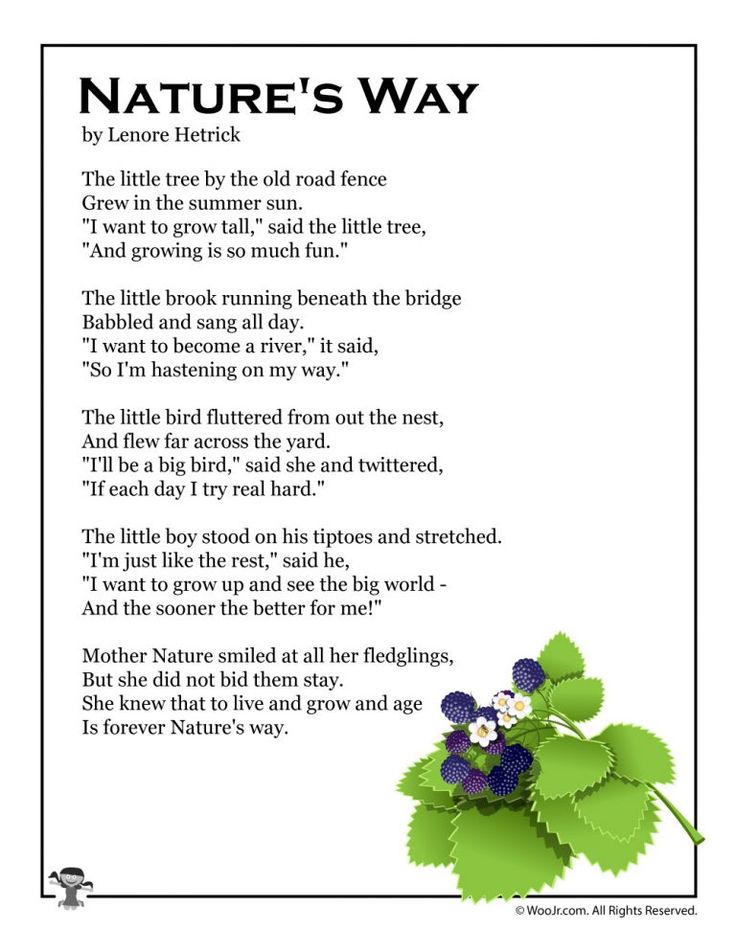 Nature's Way
by Lenore Hetrick
The little tree by the old road fence
Grew in the summer sun.
"I want to grow tall," said the little tree,
"And growing is so much fun."
The little brook running beneath the bridge
Babbled and sang all day.
"I want to become a river," it said,
"So I'm hastening on my way."
The little bird fluttered from out the nest,
And flew far across the yard.
"I'll be a big bird," said she and twittered,
"If each day I try real hard."
The little boy stood on his tiptoes and stretched.
"I'm just like the rest," said he,
"I want to grow up and see the big world -
And the sooner the better for me!"
Mother Nature smiled at all her fledglings,
But she did not bid them stay.
She knew that to live and grow and age
Is forever Nature's way.
© WooJr.com. All Rights Reserved.